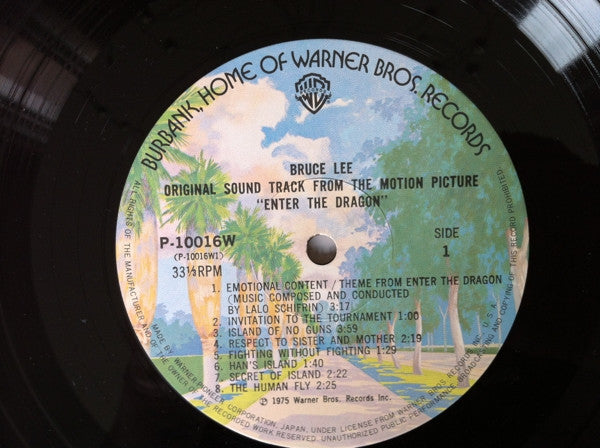 BURBANK, HOME OF WARNER BROS. RECORDS
BRUCE LEE
ORIGINAL SOUND TRACK FROM THE MOTION PICTURE
"ENTER THE DRAGON"
P-10016W
(P-10016W1)
33⅓RPM
SIDE
1
1. EMOTIONAL CONTENT / THEME FROM ENTER THE DRAGON
(MUSIC COMPOSED AND CONDUCTED
BY LALO SCHIFRIN) 3:17
2. INVITATION TO THE TOURNAMENT 1:00
3. ISLAND OF NO GUNS 3:59
4. RESPECT TO SISTER AND MOTHER 2:19
5. FIGHTING WITHOUT FIGHTING 1:29
6. HAN'S ISLAND 1:40
7. SECRET OF ISLAND 2:22
8. THE HUMAN FLY 2:25
℗ 1975 Warner Bros. Records Inc.
MADE BY WARNER-PIONEER CORPORATION, JAPAN, UNDER LICENSE FROM WARNER BROS. RECORDS INC., U.S.A.
ALL RIGHTS OF THE MANUFACTURER AND OF THE OWNER OF THE RECORDED WORK RESERVED. UNAUTHORIZED PUBLIC PERFORMANCE, BROADCASTING AND COPYING OF THIS RECORD PROHIBITED.